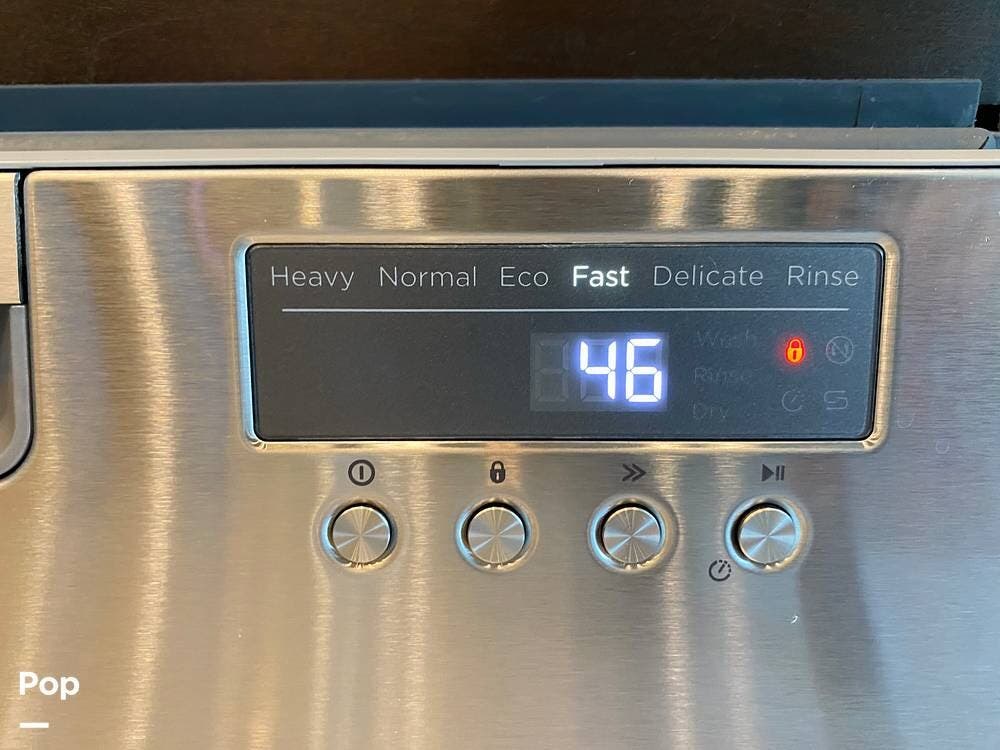 Heavy Normal Eco Fast Delicate Rinse
46
Wash
Rinse
Dry
Pop